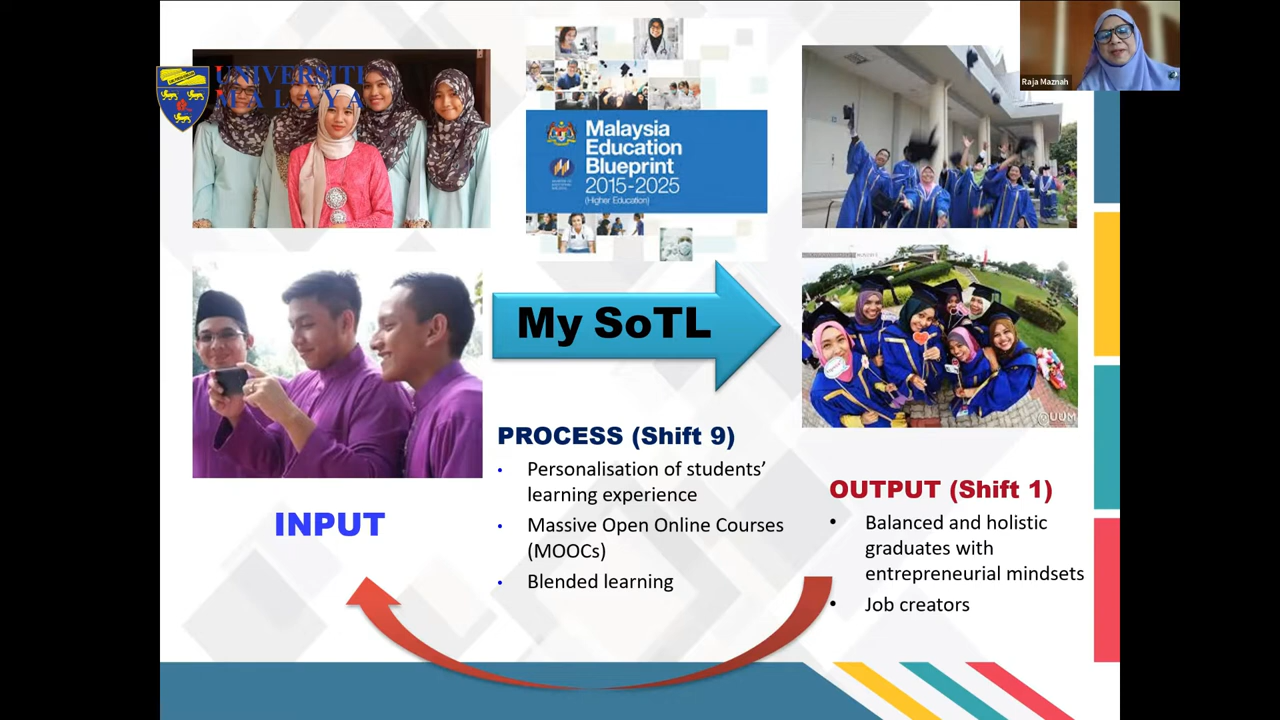 UNIVERSITI
MALAYA
Malaysia
Education
Blueprint
2015-2025
(Higher Education)
Raja Maznah
My SoTL
@UUM
PROCESS (Shift 9)
• Personalisation of students'
learning experience
• Massive Open Online Courses
(MOOCs)
• Blended learning
INPUT
OUTPUT (Shift 1)
• Balanced and holistic
graduates with
entrepreneurial mindsets
• Job creators